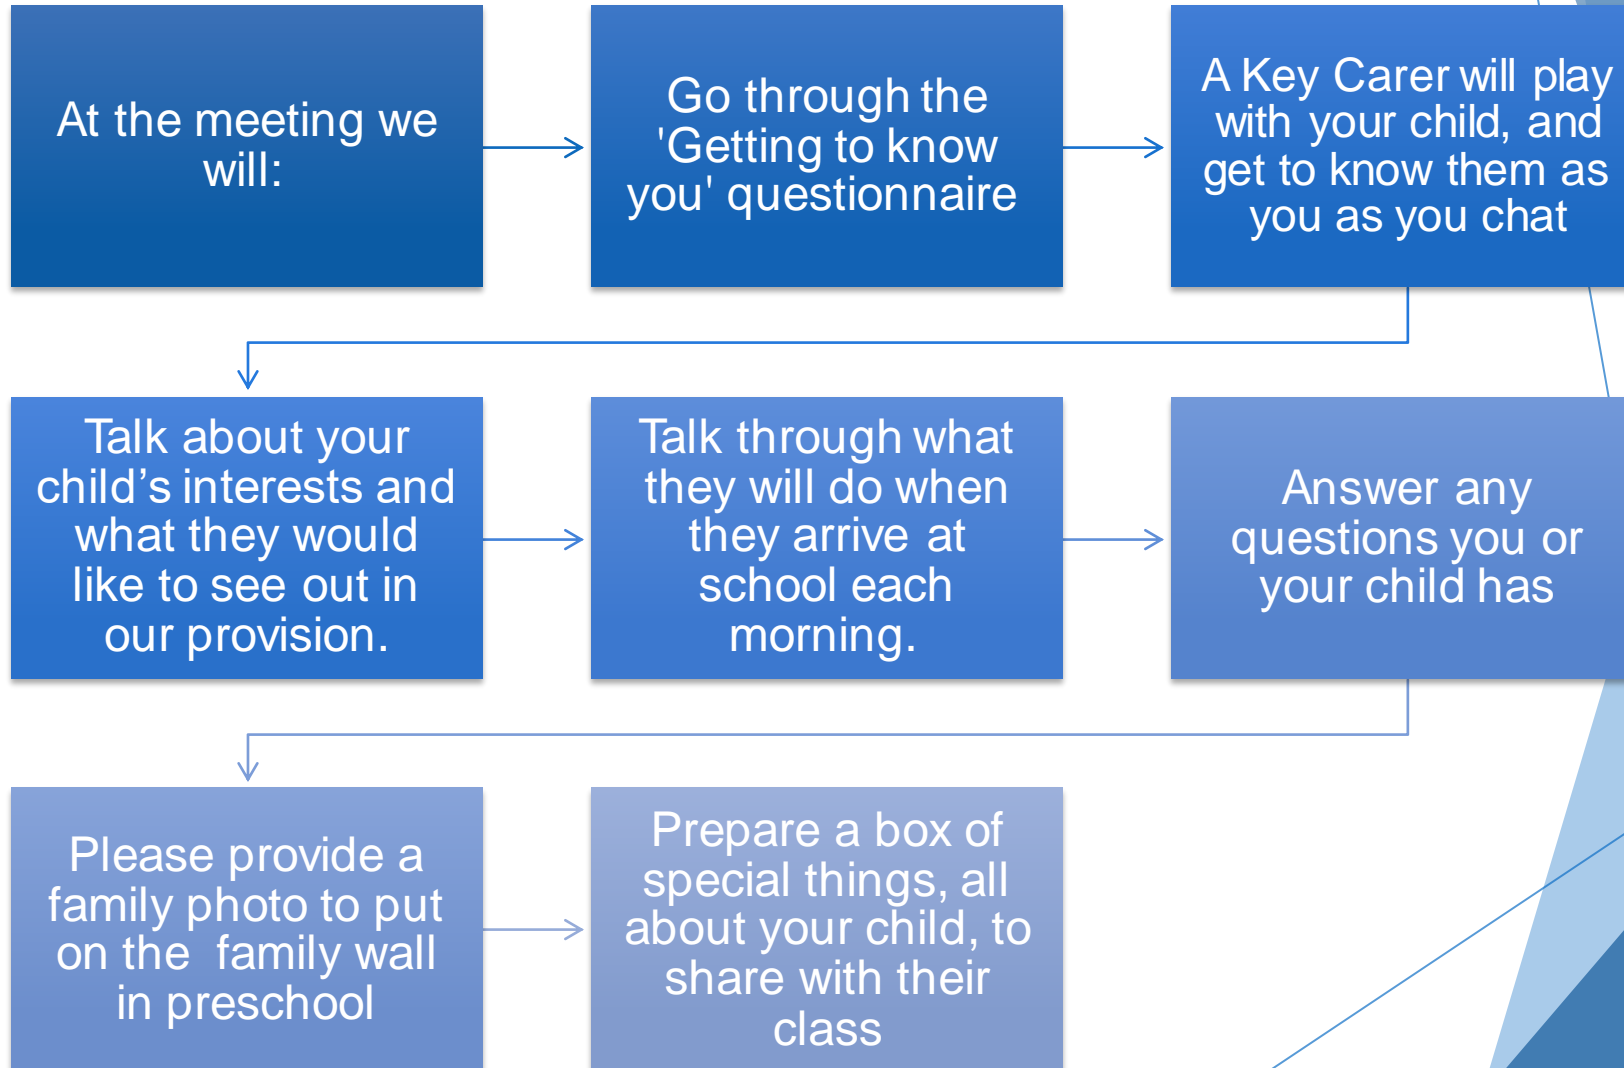 At the meeting we
will:
Go through the
'Getting to know
you' questionnaire
A Key Carer will play
with your child, and
get to know them as
you as you chat
Talk about your
child’s interests and
what they would
like to see out in
our provision.
Talk through what
they will do when
they arrive at
school each
morning.
Answer any
questions you or
your child has
Please provide a
family photo to put
on the  family wall
in preschool
Prepare a box of
special things, all
about your child, to
share with their
class